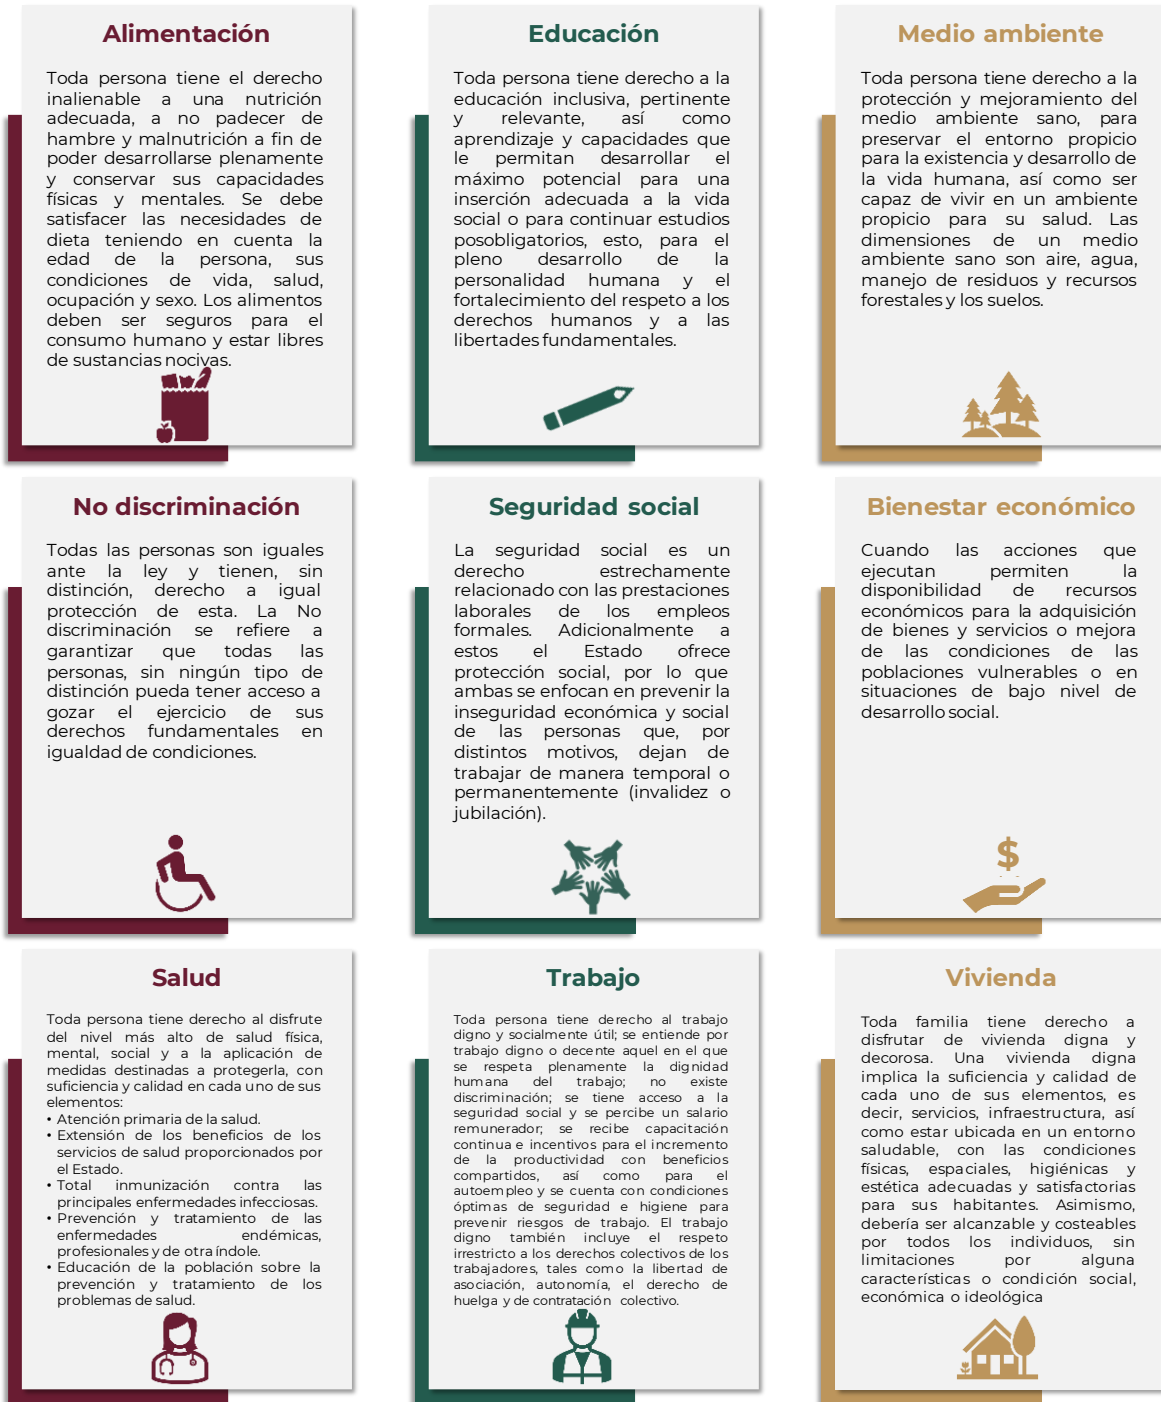 Alimentación
Toda persona tiene el derecho
inalienable a una nutrición
adecuada, a no padecer de
hambre y malnutrición a fin de
poder desarrollarse plenamente
y conservar sus capacidades
físicas y mentales. Se debe
satisfacer las necesidades de
dieta teniendo en cuenta la
edad de la persona, sus
condiciones de vida, salud,
ocupación y sexo. Los alimentos
deben ser seguros para el
consumo humano y estar libres
de sustancias nocivas.
Educación
Toda persona tiene derecho a la
educación inclusiva, pertinente
y relevante, así como
aprendizaje y capacidades que
le permitan desarrollar el
máximo potencial para una
inserción adecuada a la vida
social o para continuar estudios
posobligatorios, esto, para el
pleno desarrollo de la
personalidad humana y el
fortalecimiento del respeto a los
derechos humanos y a las
libertades fundamentales.
Medio ambiente
Toda persona tiene derecho a la
protección y mejoramiento del
medio ambiente sano, para
preservar el entorno propicio
para la existencia y desarrollo de
la vida humana, así como ser
capaz de vivir en un ambiente
propicio para su salud. Las
dimensiones de un medio
ambiente sano son aire, agua,
manejo de residuos y recursos
forestales y los suelos.
No discriminación
Todas las personas son iguales
ante la ley y tienen, sin
distinción, derecho a igual
protección de esta. La No
discriminación se refiere a
garantizar que todas las
personas, sin ningún tipo de
distinción pueda tener acceso a
gozar el ejercicio de sus
derechos fundamentales en
igualdad de condiciones.
Seguridad social
La seguridad social es un
derecho estrechamente
relacionado con las prestaciones
laborales de los empleos
formales. Adicionalmente a
estos el Estado ofrece
protección social, por lo que
ambas se enfocan en prevenir la
inseguridad económica y social
de las personas que, por
distintos motivos, dejan de
trabajar de manera temporal o
permanentemente (invalidez o
jubilación).
Bienestar económico
Cuando las acciones que
ejecutan permiten la
disponibilidad de recursos
económicos para la adquisición
de bienes y servicios o mejora
de las condiciones de las
poblaciones vulnerables o en
situaciones de bajo nivel de
desarrollo social.
$
Salud
Toda persona tiene derecho al disfrute
del nivel más alto de salud física,
mental, social y a la aplicación de
medidas destinadas a protegerla, con
suficiencia y calidad en cada uno de sus
elementos:
• Atención primaria de la salud.
• Extensión de los beneficios de los
servicios de salud proporcionados por
el Estado.
• Total inmunización contra las
principales enfermedades infecciosas.
• Prevención y tratamiento de las
enfermedades endémicas,
profesionales y de otra índole.
• Educación de la población sobre la
prevención y tratamiento de los
problemas de salud.
Trabajo
Toda persona tiene derecho al trabajo
digno y socialmente útil; se entiende por
trabajo digno o decente aquel en el que
se respeta plenamente la dignidad
humana del trabajo; no existe
discriminación; se tiene acceso a la
seguridad social y se percibe un salario
remunerador; se recibe capacitación
continua e incentivos para el incremento
de la productividad con beneficios
compartidos, así como para el
autoempleo y se cuenta con condiciones
óptimas de seguridad e higiene para
prevenir riesgos de trabajo. El trabajo
digno también incluye el respeto
irrestricto a los derechos colectivos de los
trabajadores, tales como la libertad de
asociación, autonomía, el derecho de
huelga y de contratación colectivo.
Vivienda
Toda familia tiene derecho a
disfrutar de vivienda digna y
decorosa. Una vivienda digna
implica la suficiencia y calidad de
cada uno de sus elementos, es
decir, servicios, infraestructura, así
como estar ubicada en un entorno
saludable, con las condiciones
físicas, espaciales, higiénicas y
estética adecuadas y satisfactorias
para sus habitantes. Asimismo,
debería ser alcanzable y costeables
por todos los individuos, sin
limitaciones por alguna
características o condición social,
económica o ideológica